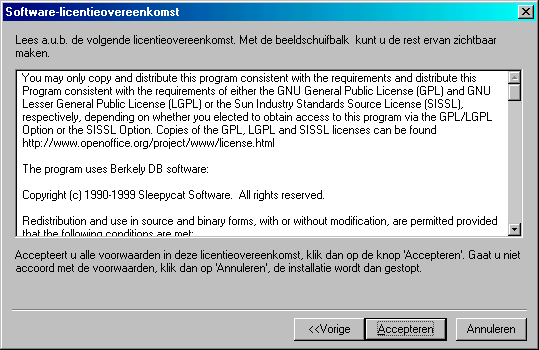 Software-licentieovereenkomst
Lees a.u.b. de volgende licentieovereenkomst. Met de beeldschuifbalk kunt u de rest ervan zichtbaar
maken.
You may only copy and distribute this program consistent with the requirements and distribute this
Program consistent with the requirements of either the GNU General Public License (GPL) and GNU
Lesser General Public License (LGPL) or the Sun Industry Standards Source License (SISSL),
respectively, depending on whether you elected to obtain access to this program via the GPL/LGPL
Option or the SISSL Option. Copies of the GPL, LGPL and SISSL licenses can be found
http://www.openoffice.org/project/www/license.html
The program uses Berkely DB software:
Copyright (c) 1990-1999 Sleepycat Software. All rights reserved.
Redistribution and use in source and binary forms, with or without modification, are permitted provided
that the following conditions are met:
Accepteert u alle voorwaarden in deze licentieovereenkomst, klik dan op de knop 'Accepteren'. Gaat u niet
accoord met de voorwaarden, klik dan op 'Annuleren', de installatie wordt dan gestopt.
<<Vorige
Accepteren
Annuleren